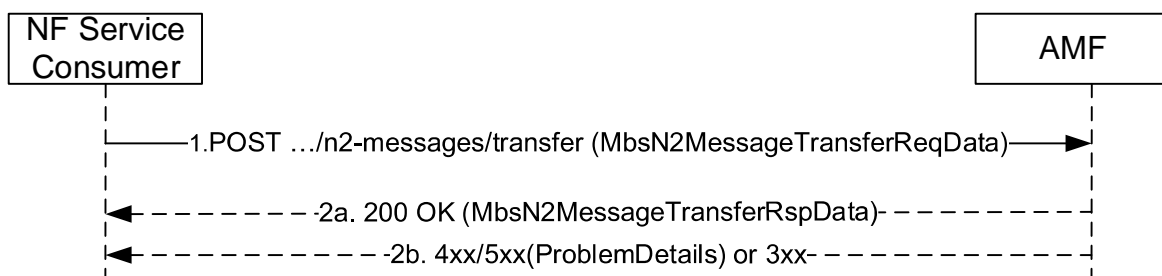 NF Service
Consumer
AMF
1.POST …/n2-messages/transfer (MbsN2MessageTransferReqData)
2a. 200 OK (MbsN2MessageTransferRspData)
2b. 4xx/5xx(ProblemDetails) or 3xx